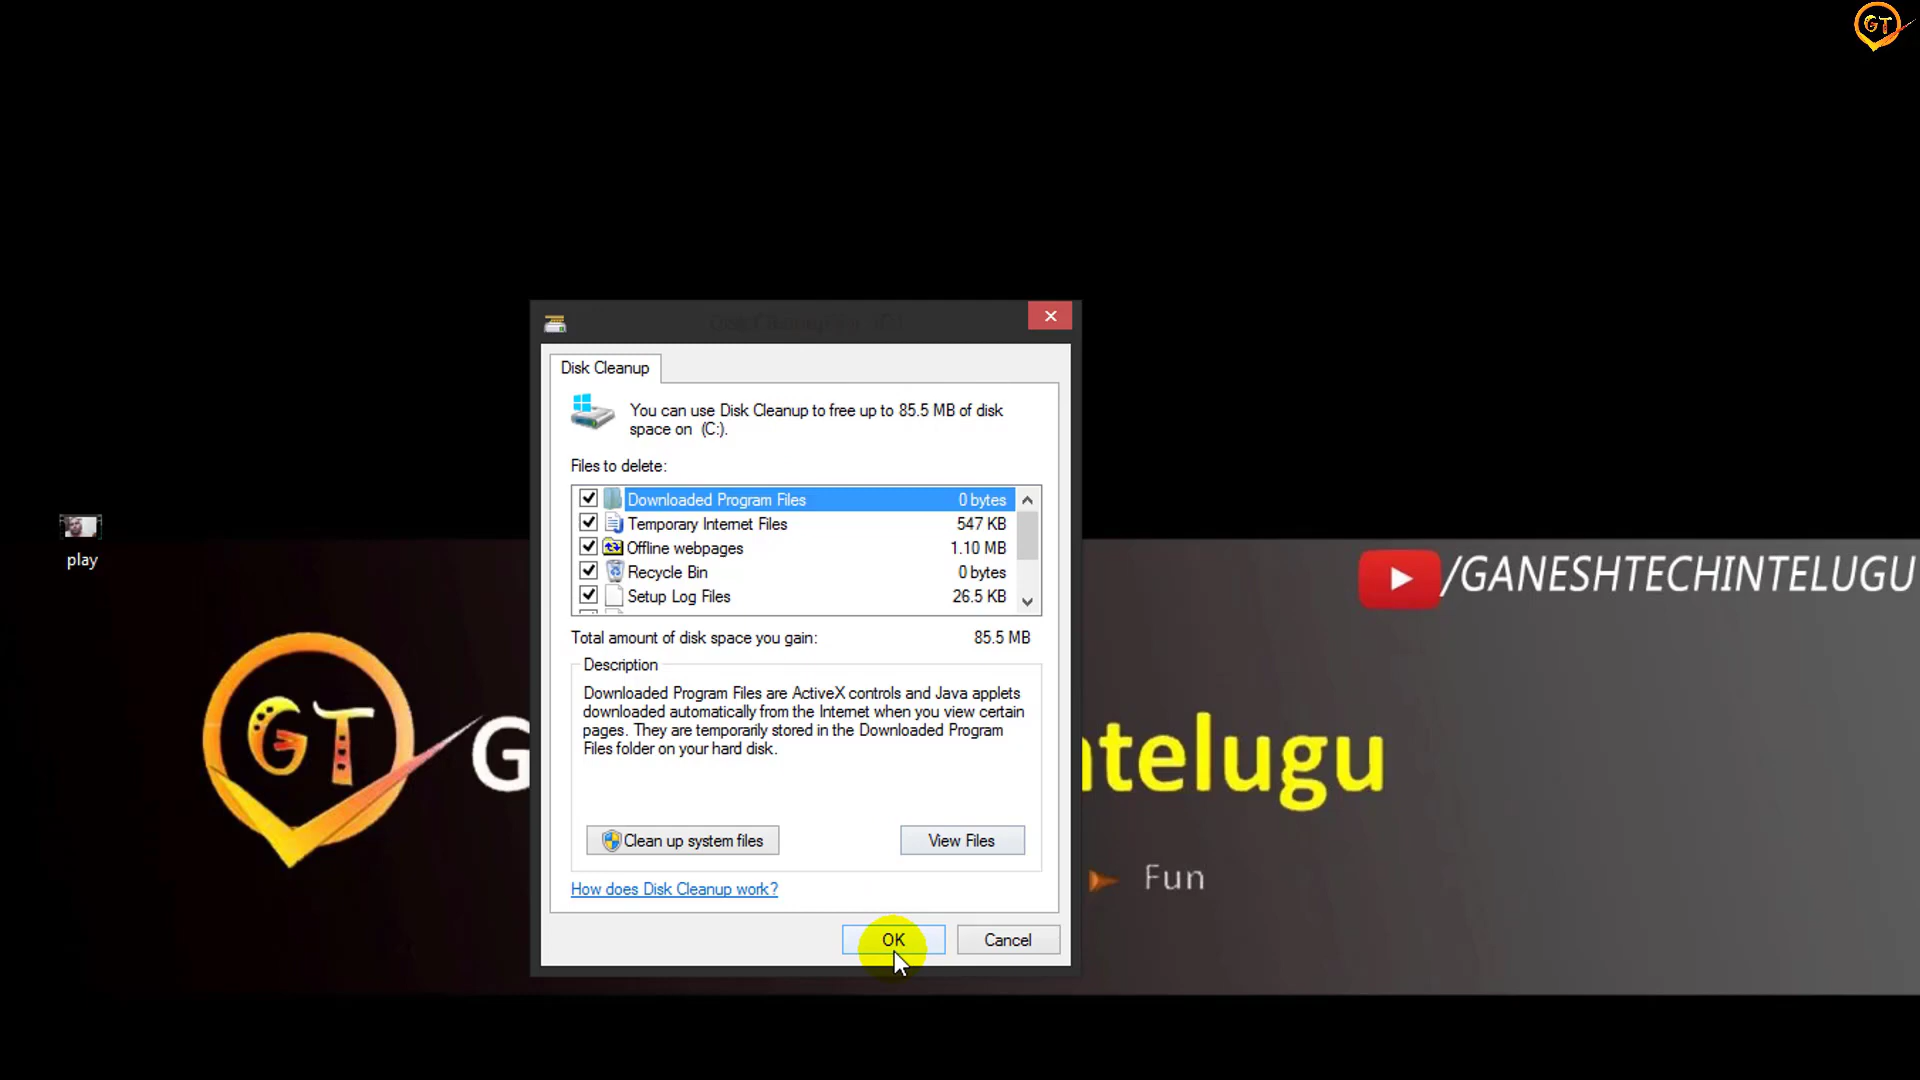 GT
Disk Cleanup
You can use Disk Cleanup to free up to 85.5 MB of disk
space on (C:).
Files to delete:
Downloaded Program Files 0 bytes
Temporary Internet Files 547 KB
Offline webpages 1.10 MB
Recycle Bin 0 bytes
Setup Log Files 26.5 KB
Total amount of disk space you gain: 85.5 MB
Description
Downloaded Program Files are ActiveX controls and Java applets
downloaded automatically from the Internet when you view certain
pages. They are temporarily stored in the Downloaded Program
Files folder on your hard disk.
Clean up system files
View Files
How does Disk Cleanup work?
OK
Cancel
play
/GANESHTECHINTELUGU
GT
G
ntelugu
Fun